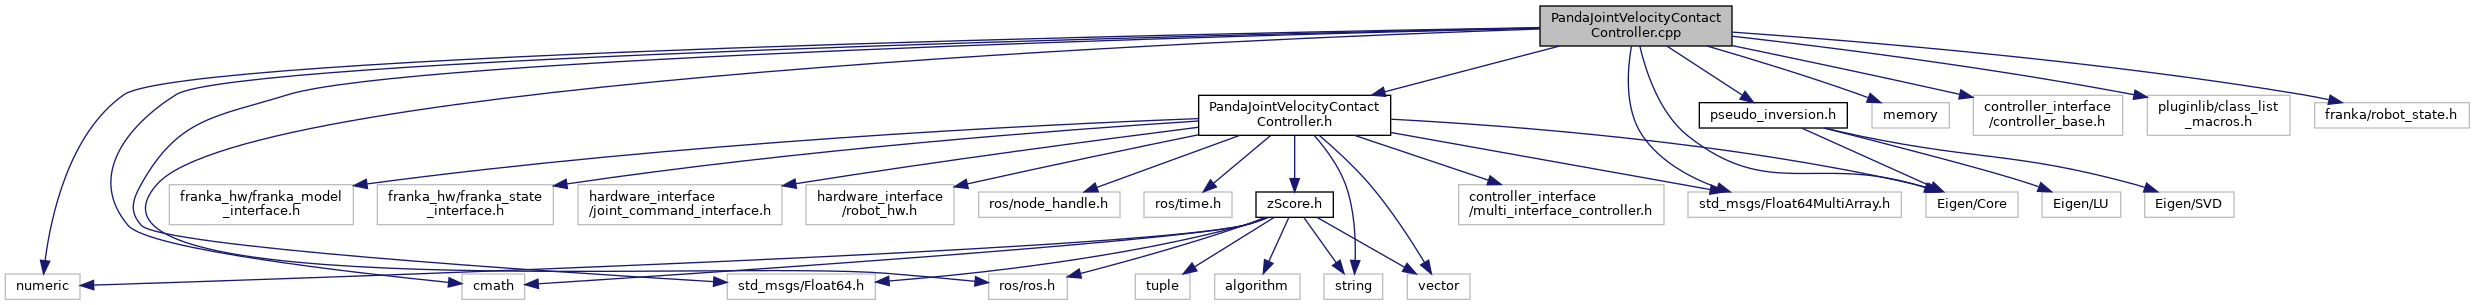 PandaJointVelocityContact
Controller.cpp
PandaJointVelocityContact
Controller.h
pseudo_inversion.h
memory
controller_interface
/controller_base.h
pluginlib/class_list
_macros.h
franka/robot_state.h
franka_hw/franka_model
_interface.h
franka_hw/franka_state
_interface.h
hardware_interface
/joint_command_interface.h
hardware_interface
/robot_hw.h
ros/node_handle.h
ros/time.h
zScore.h
controller_interface
/multi_interface_controller.h
std_msgs/Float64MultiArray.h
Eigen/Core
Eigen/LU
Eigen/SVD
numeric
cmath
std_msgs/Float64.h
ros/ros.h
tuple
algorithm
string
vector